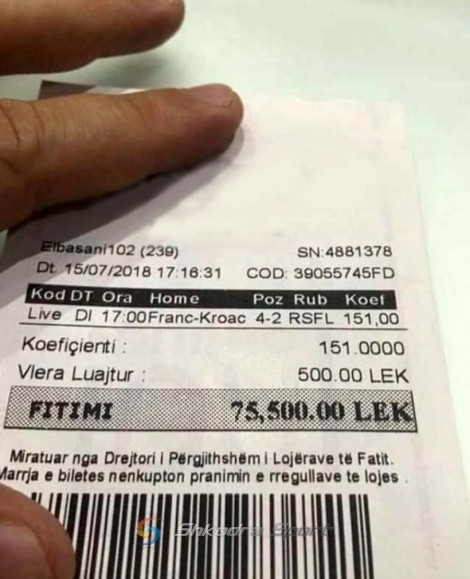 Elbasani102 (239) SN:4881378
Dt. 15/07/2018 17:16:31 COD: 39055745FD
Kod DT Ora Home Poz Rub Koef
Live DI 17:00 Franc-Kroac 4-2 RSFL 151,00
Koefiçienti : 151.0000
Vlera Luajtur : 500.00 LEK
FITIMI 75,500.00 LEK
Miratuar nga Drejtori i Përgjithshëm i Lojërave të Fatit.
Marrja e biletes nenkupton pranimin e rregullave te lojes .
Shkodra Sport